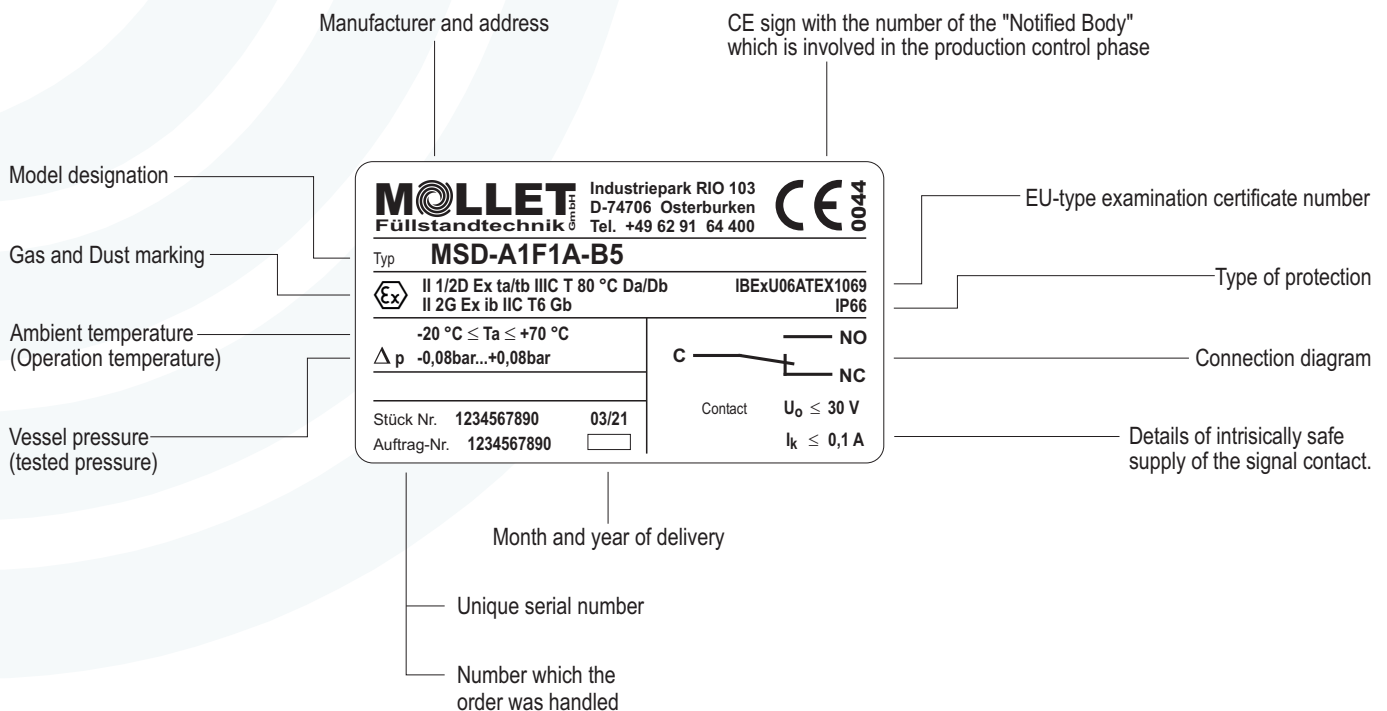 Manufacturer and address
CE sign with the number of the "Notified Body"
which is involved in the production control phase
Model designation
Gas and Dust marking
Ambient temperature
(Operation temperature)
Vessel pressure
(tested pressure)
MOLLET GmbH
Füllstandtechnik
Industriepark RIO 103
D-74706 Osterburken
Tel. +49 62 91 64 400
CE 0044
Typ MSD-A1F1A-B5
Ex II 1/2D Ex ta/tb IIIC T 80 °C Da/Db IBExU06ATEX1069
II 2G Ex ib IIC T6 Gb IP66
-20 °C ≤ Ta ≤ +70 °C
Δ p -0,08bar...+0,08bar
NO
C
NC
Contact U₀ ≤ 30 V
Iₖ ≤ 0,1 A
Stück Nr. 1234567890 03/21
Auftrag-Nr. 1234567890
EU-type examination certificate number
Type of protection
Connection diagram
Details of intrisically safe
supply of the signal contact.
Month and year of delivery
Unique serial number
Number which the
order was handled